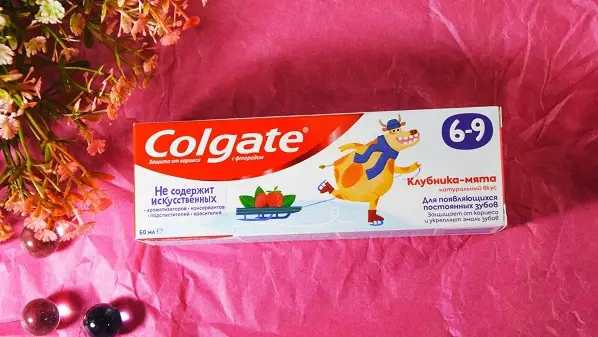 Colgate®
Защита от кариеса с фторидом
6-9
Клубника-мята
натуральный вкус
Для появляющихся
постоянных зубов
Защищает от кариеса
и укрепляет эмаль зубов
Не содержит
искусственных
• ароматизаторов • консервантов
• подсластителей • красителей
60 мл ℮